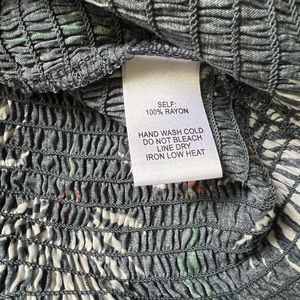 SELF:
100% RAYON
HAND WASH COLD
DO NOT BLEACH
LINE DRY
IRON LOW HEAT